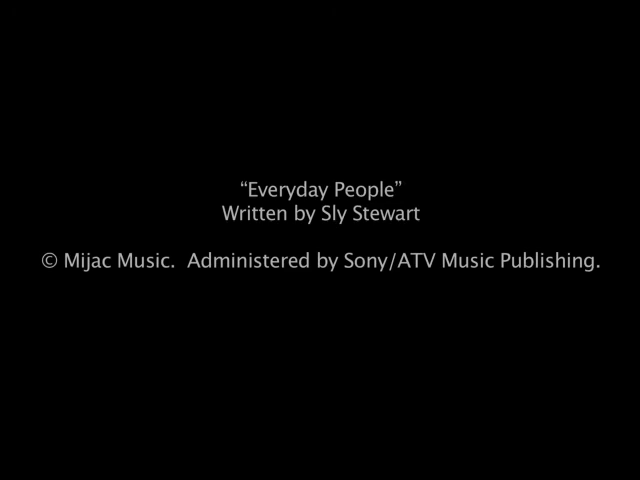 “Everyday People”
Written by Sly Stewart
© Mijac Music.  Administered by Sony/ATV Music Publishing.